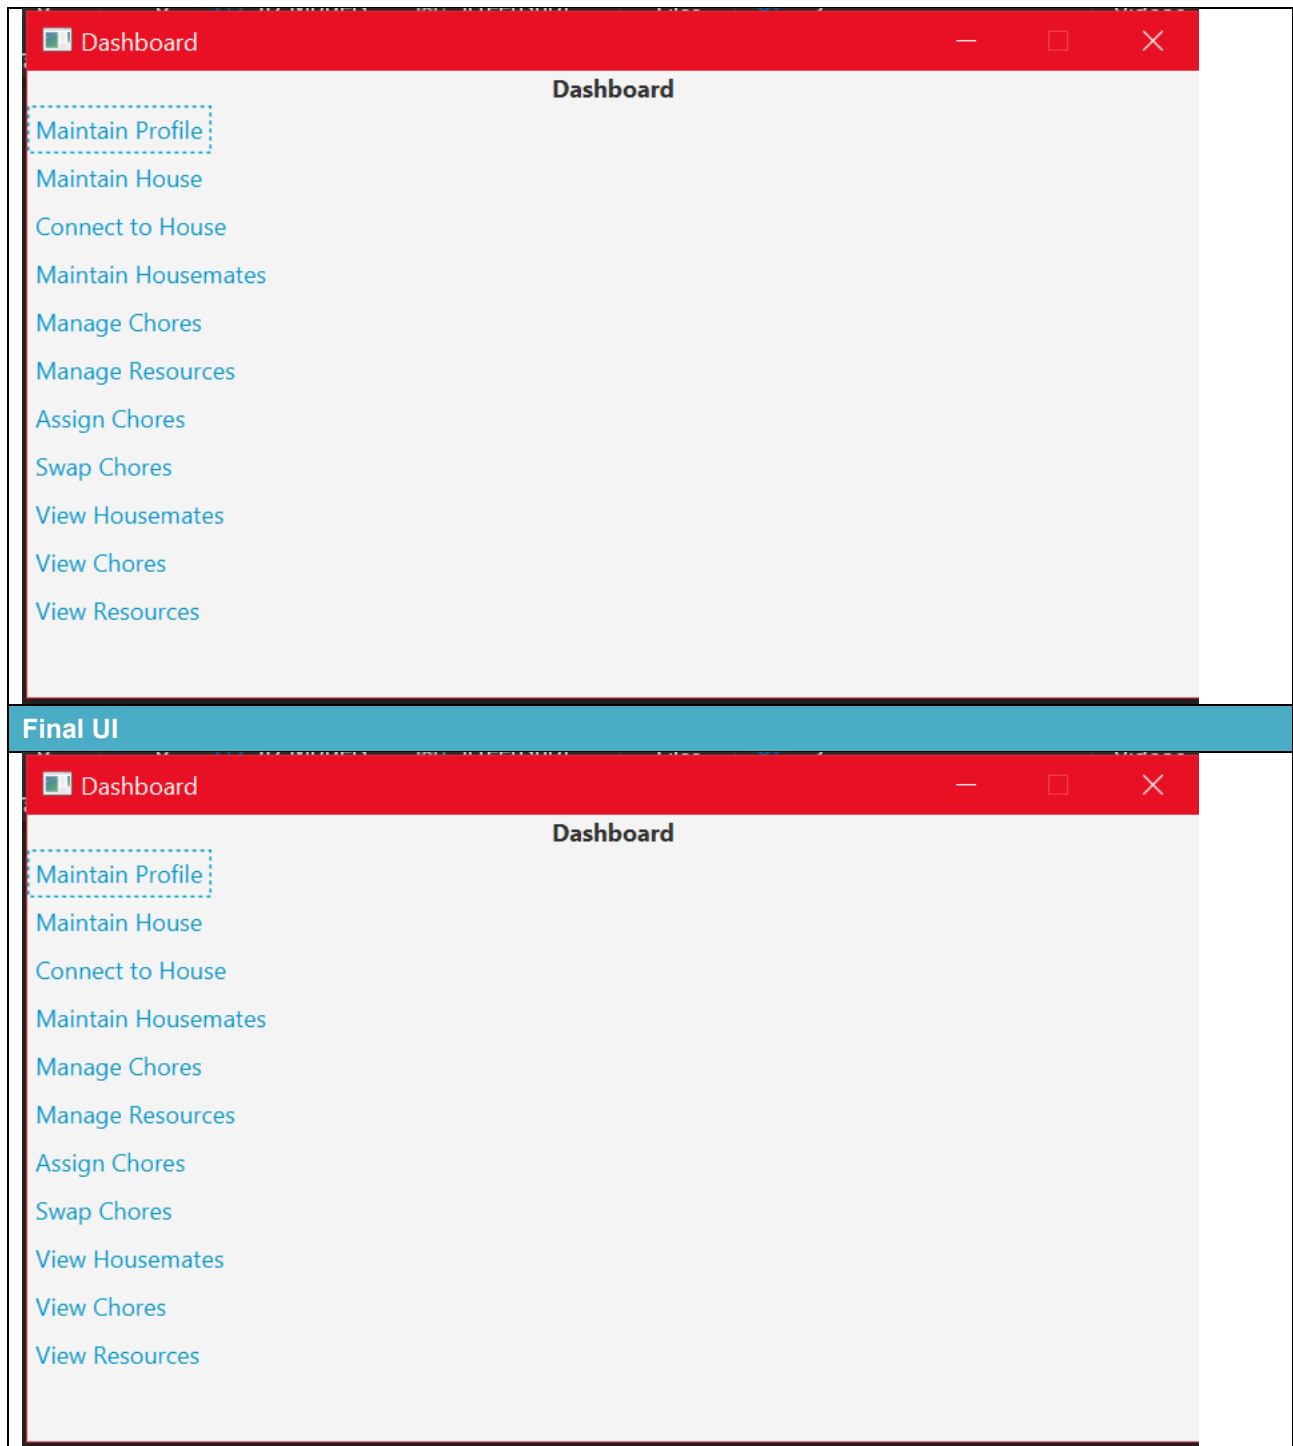 Dashboard
Dashboard
Maintain Profile
Maintain House
Connect to House
Maintain Housemates
Manage Chores
Manage Resources
Assign Chores
Swap Chores
View Housemates
View Chores
View Resources
Final UI
Dashboard
Dashboard
Maintain Profile
Maintain House
Connect to House
Maintain Housemates
Manage Chores
Manage Resources
Assign Chores
Swap Chores
View Housemates
View Chores
View Resources